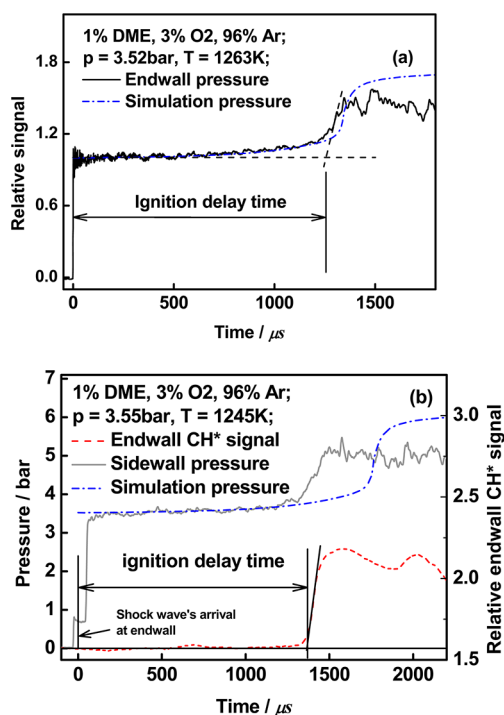 1% DME, 3% O2, 96% Ar;
p = 3.52bar, T = 1263K;
(a)
Endwall pressure
Simulation pressure
Relative singnal
1.8
1.2
0.6
0.0
Ignition delay time
0 500 1000 1500
Time / μs
1% DME, 3% O2, 96% Ar;
p = 3.55bar, T = 1245K;
(b)
Endwall CH* signal
Sidewall pressure
Simulation pressure
Pressure / bar
7
6
5
4
3
2
1
0
ignition delay time
Shock wave's arrival
at endwall
Relative endwall CH* signal
3.0
2.5
2.0
1.5
0 500 1000 1500 2000
Time / μs